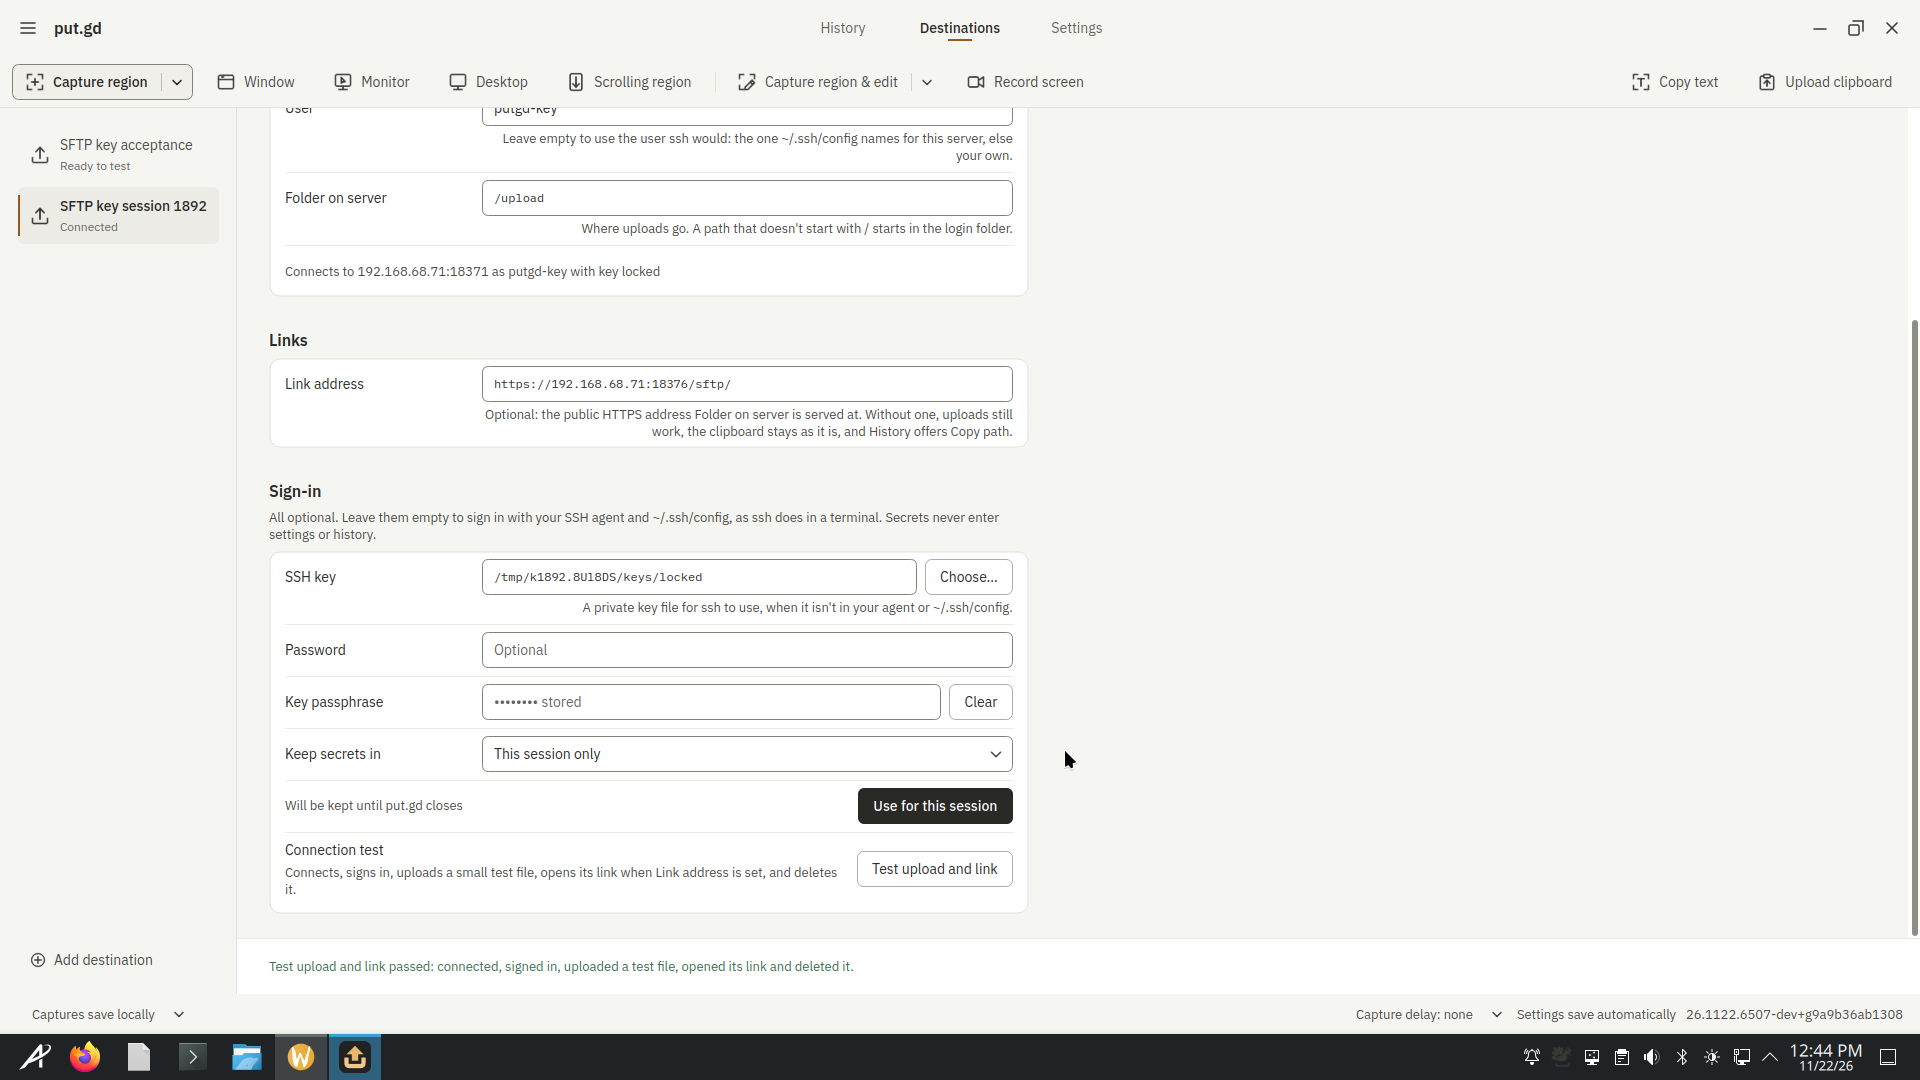 put.gd
History
Destinations
Settings
Capture region
Window
Monitor
Desktop
Scrolling region
Capture region & edit
Record screen
Copy text
Upload clipboard
SFTP key acceptance
Ready to test
SFTP key session 1892
Connected
Add destination
User
putgd-key
Leave empty to use the user ssh would: the one ~/.ssh/config names for this server, else
your own.
Folder on server
/upload
Where uploads go. A path that doesn't start with / starts in the login folder.
Connects to 192.168.68.71:18371 as putgd-key with key locked
Links
Link address
https://192.168.68.71:18376/sftp/
Optional: the public HTTPS address Folder on server is served at. Without one, uploads still
work, the clipboard stays as it is, and History offers Copy path.
Sign-in
All optional. Leave them empty to sign in with your SSH agent and ~/.ssh/config, as ssh does in a terminal. Secrets never enter
settings or history.
SSH key
/tmp/k1892.8Ul8DS/keys/locked
Choose...
A private key file for ssh to use, when it isn't in your agent or ~/.ssh/config.
Password
Optional
Key passphrase
•••••••• stored
Clear
Keep secrets in
This session only
Will be kept until put.gd closes
Use for this session
Connection test
Connects, signs in, uploads a small test file, opens its link when Link address is set, and deletes
it.
Test upload and link
Test upload and link passed: connected, signed in, uploaded a test file, opened its link and deleted it.
Captures save locally
Capture delay: none
Settings save automatically
26.1122.6507-dev+g9a9b36ab1308
12:44 PM
11/22/26